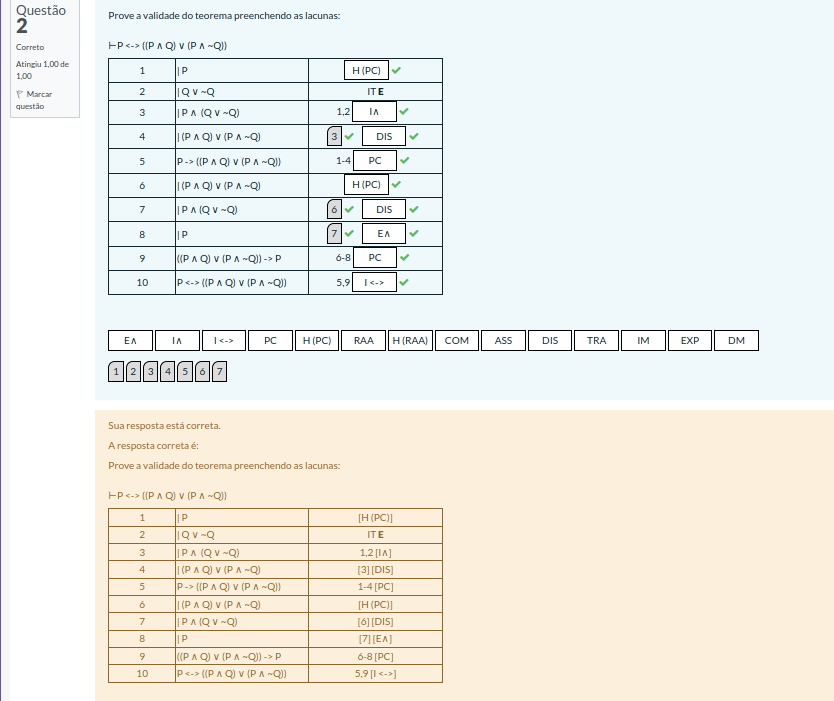 Questão
2
Correto
Atingiu 1,00 de
1,00
Marcar
questão
Prove a validade do teorema preenchendo as lacunas:
⊢P <-> ((P ∧ Q) ∨ (P ∧ ~Q))
1 | P H (PC)
2 | Q ∨ ~Q IT E
3 | P ∧ (Q ∨ ~Q) 1,2 I∧
4 | (P ∧ Q) ∨ (P ∧ ~Q) 3 DIS
5 P -> ((P ∧ Q) ∨ (P ∧ ~Q)) 1-4 PC
6 | (P ∧ Q) ∨ (P ∧ ~Q) H (PC)
7 | P ∧ (Q ∨ ~Q) 6 DIS
8 | P 7 E∧
9 ((P ∧ Q) ∨ (P ∧ ~Q)) -> P 6-8 PC
10 P <-> ((P ∧ Q) ∨ (P ∧ ~Q)) 5,9 I <->
E∧ I∧ I <-> PC H (PC) RAA H (RAA) COM ASS DIS TRA IM EXP DM
1 2 3 4 5 6 7
Sua resposta está correta.
A resposta correta é:
Prove a validade do teorema preenchendo as lacunas:
⊢P <-> ((P ∧ Q) ∨ (P ∧ ~Q))
1 | P [H (PC)]
2 | Q ∨ ~Q IT E
3 | P ∧ (Q ∨ ~Q) 1,2 [I∧]
4 | (P ∧ Q) ∨ (P ∧ ~Q) [3] [DIS]
5 P -> ((P ∧ Q) ∨ (P ∧ ~Q)) 1-4 [PC]
6 | (P ∧ Q) ∨ (P ∧ ~Q) [H (PC)]
7 | P ∧ (Q ∨ ~Q) [6] [DIS]
8 | P [7] [E∧]
9 ((P ∧ Q) ∨ (P ∧ ~Q)) -> P 6-8 [PC]
10 P <-> ((P ∧ Q) ∨ (P ∧ ~Q)) 5,9 [I <->]